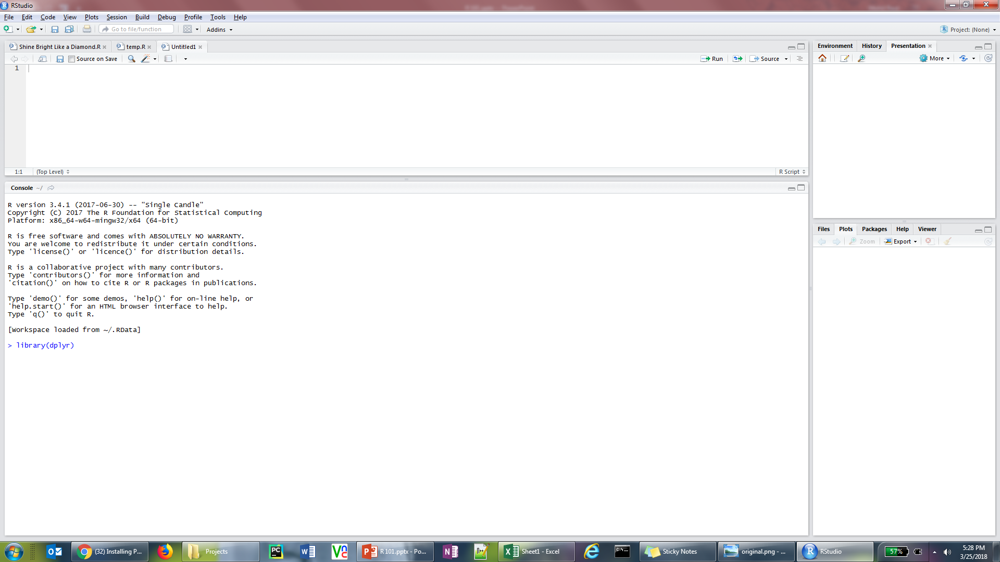 RStudio
File Edit Code View Plots Session Build Debug Profile Tools Help
Go to file/function Addins Project: (None)
Shine Bright Like a Diamond.R temp.R Untitled1
Source on Save Run Source
1
1:1 (Top Level) R Script
Environment History Presentation
More
Console ~/
R version 3.4.1 (2017-06-30) -- "Single Candle"
Copyright (C) 2017 The R Foundation for Statistical Computing
Platform: x86_64-w64-mingw32/x64 (64-bit)
R is free software and comes with ABSOLUTELY NO WARRANTY.
You are welcome to redistribute it under certain conditions.
Type 'license()' or 'licence()' for distribution details.
R is a collaborative project with many contributors.
Type 'contributors()' for more information and
'citation()' on how to cite R or R packages in publications.
Type 'demo()' for some demos, 'help()' for on-line help, or
'help.start()' for an HTML browser interface to help.
Type 'q()' to quit R.
[Workspace loaded from ~/.RData]
> library(dplyr)
Files Plots Packages Help Viewer
Zoom Export
(32) Installing P... Projects R 101.pptx - Po... Sheet1 - Excel Sticky Notes original.png - ... RStudio 57% 5:28 PM
3/25/2018